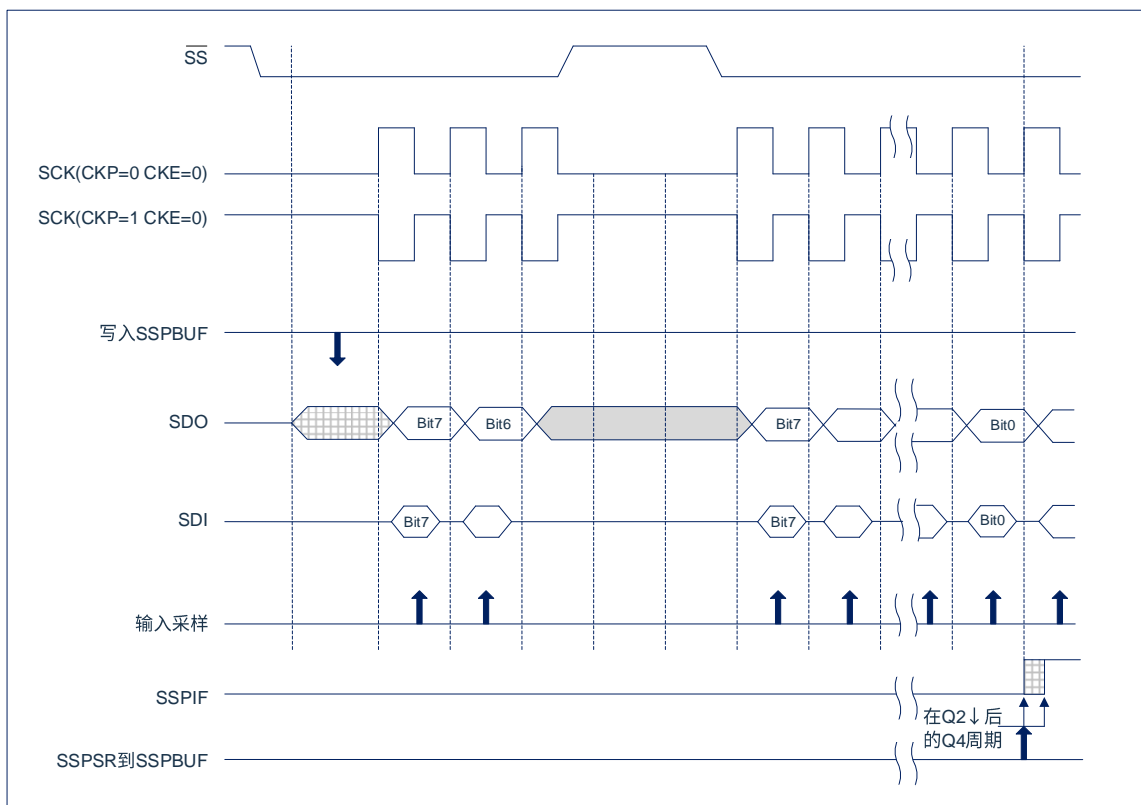 SS
SCK(CKP=0 CKE=0)
SCK(CKP=1 CKE=0)
写入SSPBUF
SDO
Bit7
Bit6
Bit7
Bit0
SDI
Bit7
Bit7
Bit0
输入采样
SSPIF
在Q2↓后
的Q4周期
SSPSR到SSPBUF